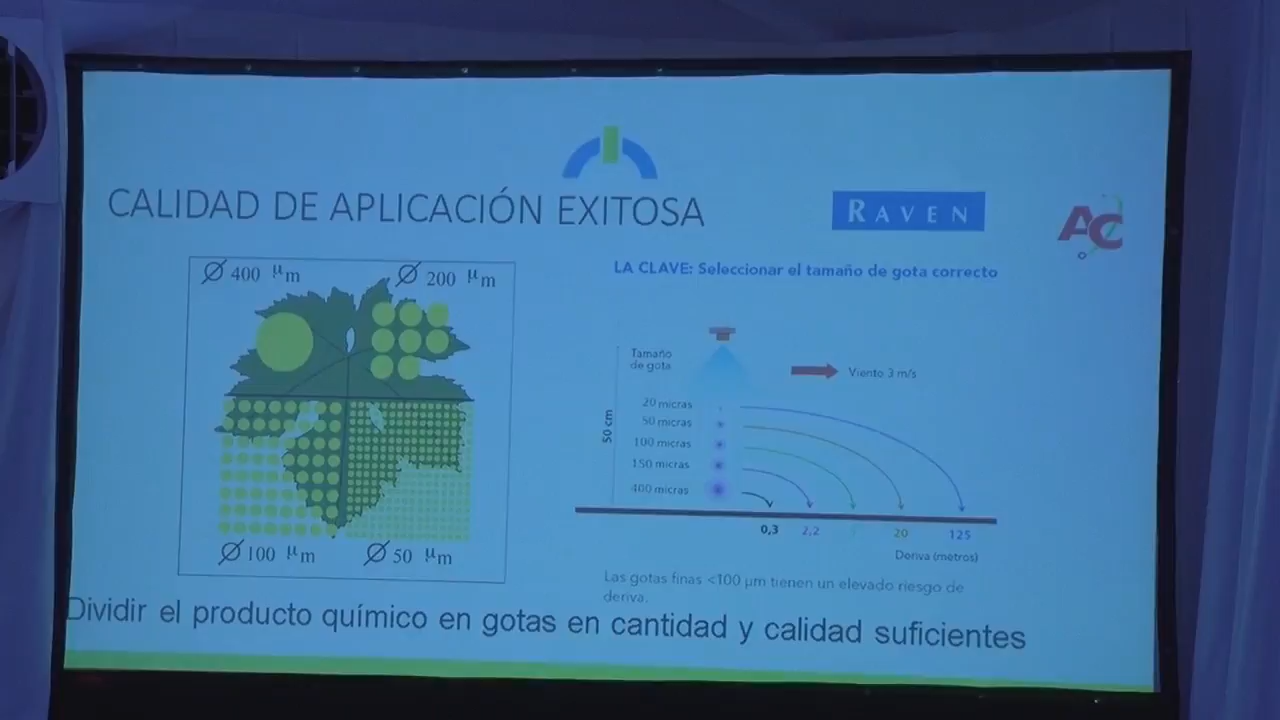 CALIDAD DE APLICACIÓN EXITOSA
RAVEN
AC
Ø 400 µm
Ø 200 µm
Ø 100 µm
Ø 50 µm
LA CLAVE: Seleccionar el tamaño de gota correcto
Tamaño
de gota
Viento 3 m/s
50 cm
20 micras
50 micras
100 micras
150 micras
400 micras
0,3
2,2
20
125
Deriva (metros)
Las gotas finas <100 µm tienen un elevado riesgo de
deriva.
Dividir el producto químico en gotas en cantidad y calidad suficientes